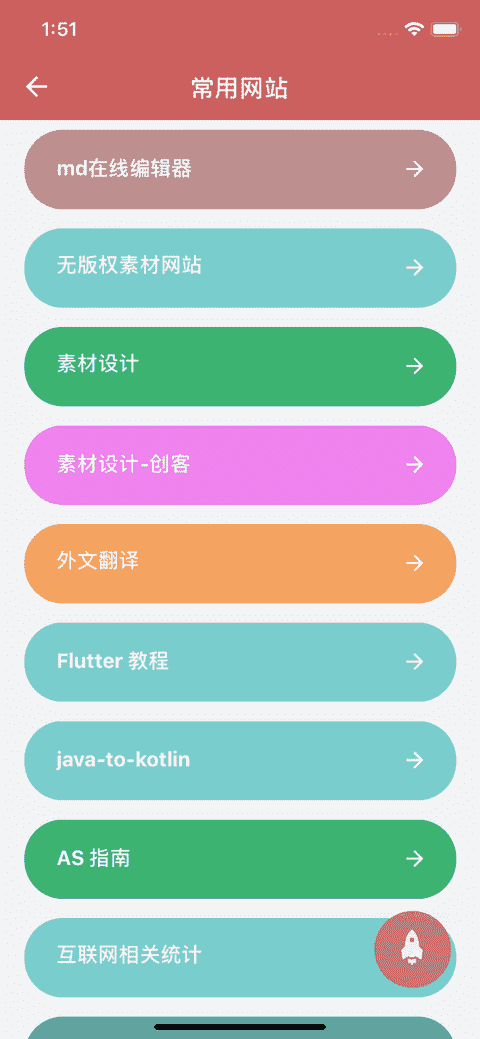 1:51
常用网站
md在线编辑器
无版权素材网站
素材设计
素材设计-创客
外文翻译
Flutter 教程
java-to-kotlin
AS 指南
互联网相关统计